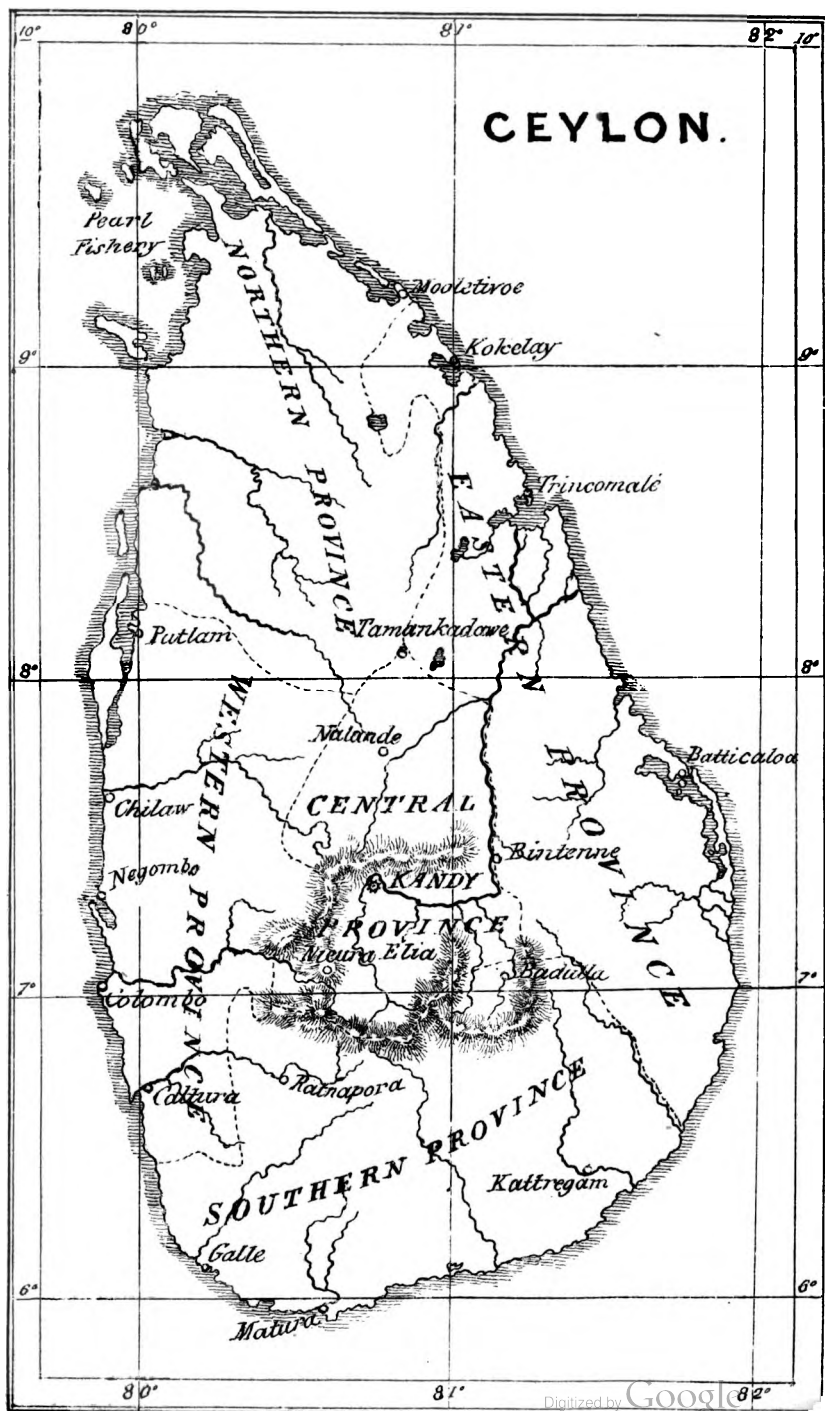 10° 80° 81° 82° 10°
CEYLON.
Pearl
Fishery
NORTHERN PROVINCE
Mooletivoe
Kokelay
9° 9°
Trincomalé
EASTERN PROVINCE
Tamankadowe
Putlam
8° 8°
WESTERN PROVINCE
Nalande
Batticaloa
Chilaw
CENTRAL
Bintenne
Negombo
KANDY
PROVINCE
Nieura Elia
Badulla
7° 7°
Colombo
Ratnapora
Caltura
SOUTHERN PROVINCE
Kattregam
Galle
6° 6°
Matura
80° 81° 82°
Digitized by Google